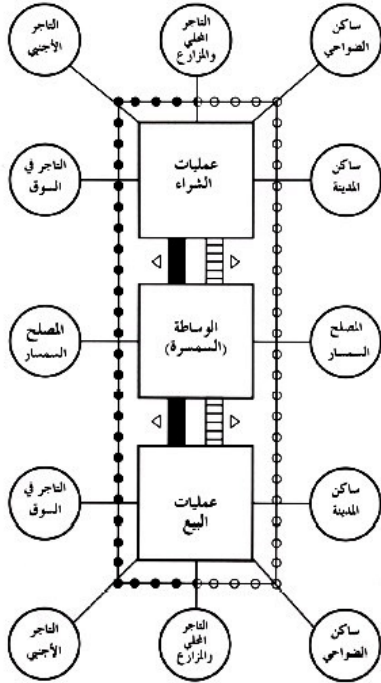 ساكن
الضواحي
التاجر
المحلي
والمزارع
التاجر
الأجنبي
ساكن
المدينة
عمليات
الشراء
التاجر في
السوق
المصلح
السمسار
الوساطة
(السمسرة)
المصلح
السمسار
ساكن
المدينة
عمليات
البيع
التاجر في
السوق
ساكن
الضواحي
التاجر
المحلي
والمزارع
التاجر
الأجنبي